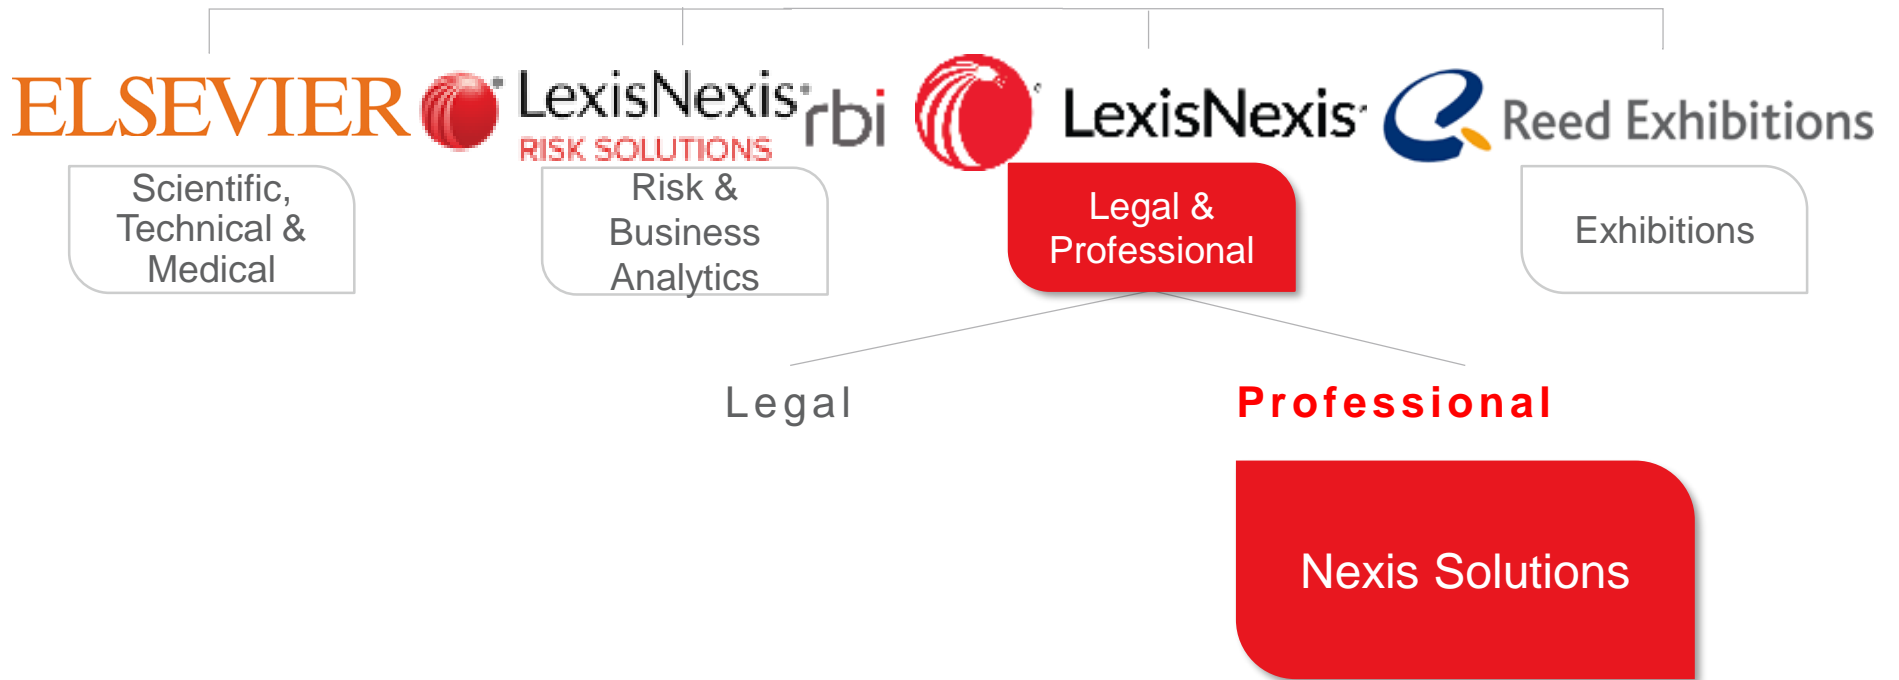 ELSEVIER
LexisNexis
RISK SOLUTIONS
rbi
LexisNexis
Reed Exhibitions
Scientific,
Technical &
Medical
Risk &
Business
Analytics
Legal &
Professional
Exhibitions
Legal
Professional
Nexis Solutions